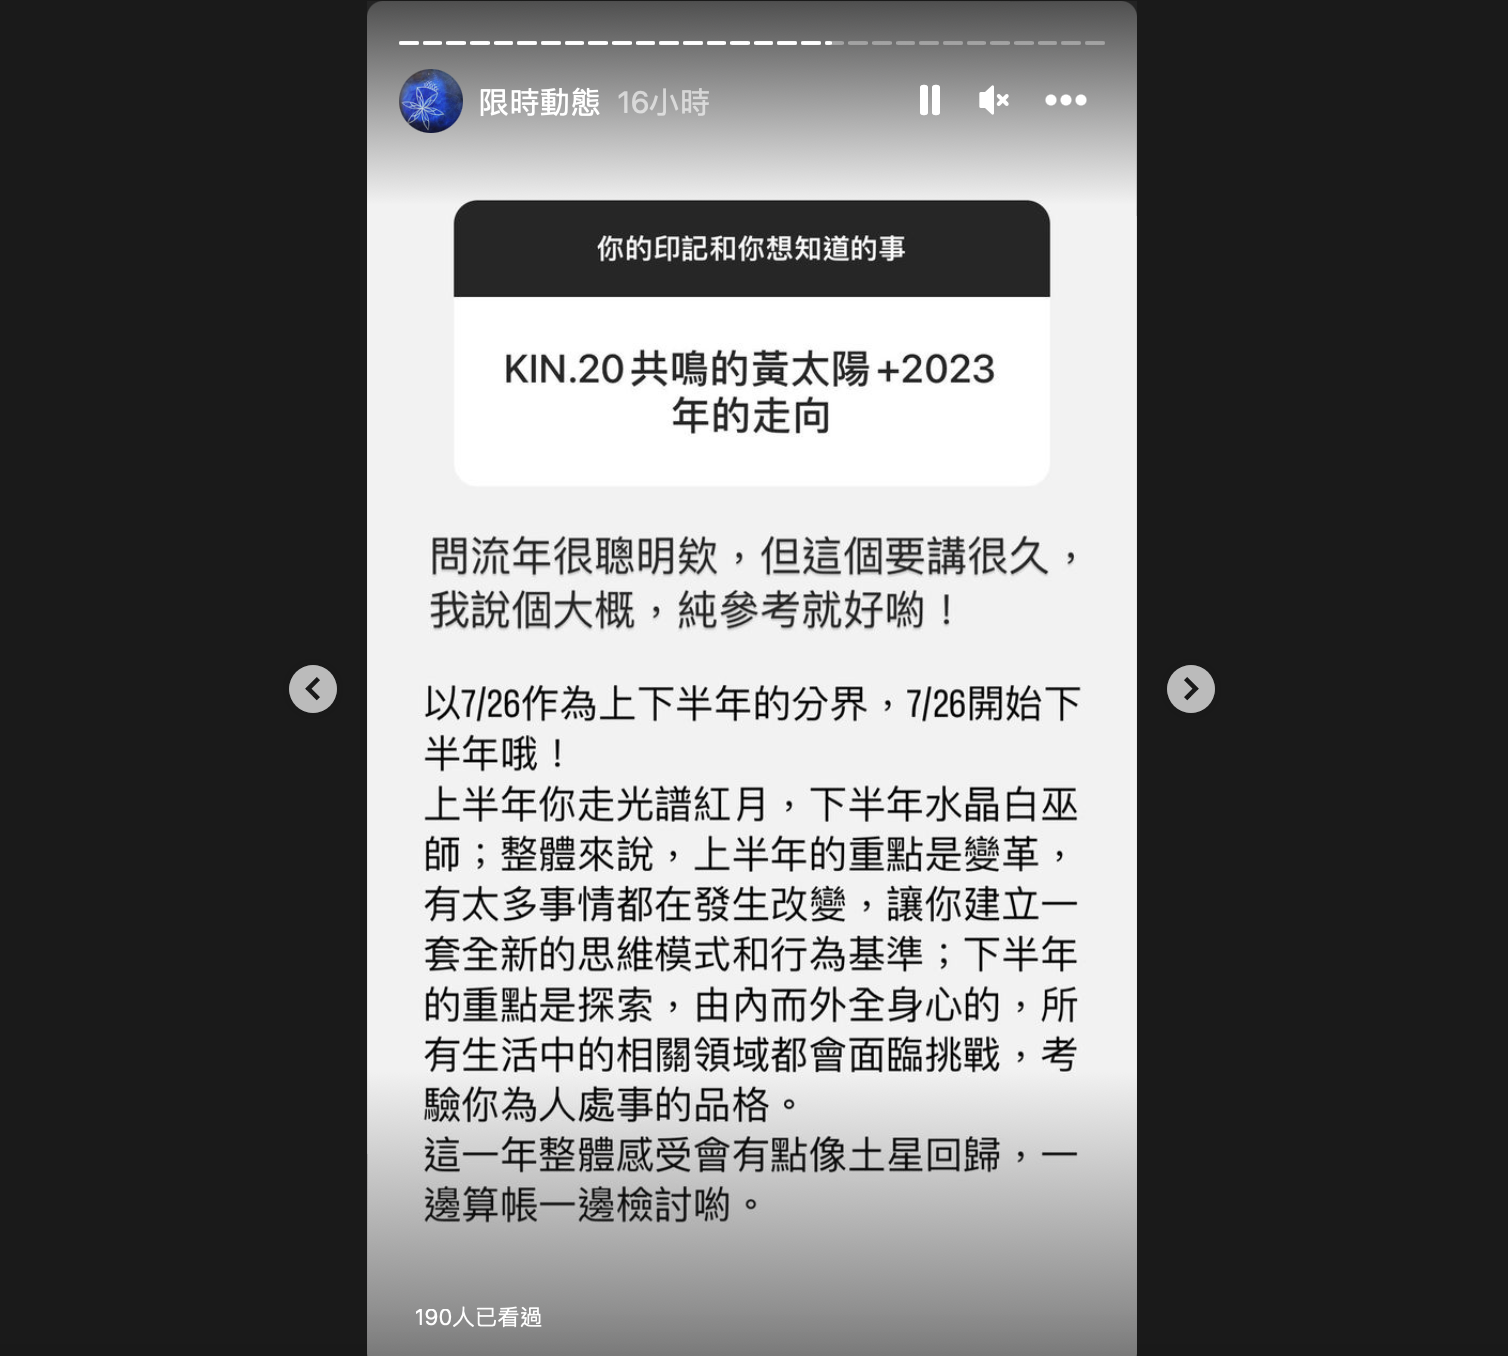 限時動態 16小時
你的印記和你想知道的事
KIN.20共鳴的黃太陽+2023
年的走向
問流年很聰明欸，但這個要講很久，
我說個大概，純參考就好喲！
以7/26作為上下半年的分界，7/26開始下
半年哦！
上半年你走光譜紅月，下半年水晶白巫
師；整體來說，上半年的重點是變革，
有太多事情都在發生改變，讓你建立一
套全新的思維模式和行為基準；下半年
的重點是探索，由內而外全身心的，所
有生活中的相關領域都會面臨挑戰，考
驗你為人處事的品格。
這一年整體感受會有點像土星回歸，一
邊算帳一邊檢討喲。
190人已看過